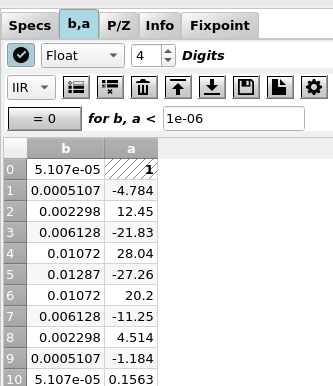 Specs b,a P/Z Info Fixpoint
Float 4 Digits
IIR
= 0 for b, a < 1e-06
b a
0 5.107e-05 1
1 0.0005107 -4.784
2 0.002298 12.45
3 0.006128 -21.83
4 0.01072 28.04
5 0.01287 -27.26
6 0.01072 20.2
7 0.006128 -11.25
8 0.002298 4.514
9 0.0005107 -1.184
10 5.107e-05 0.1563